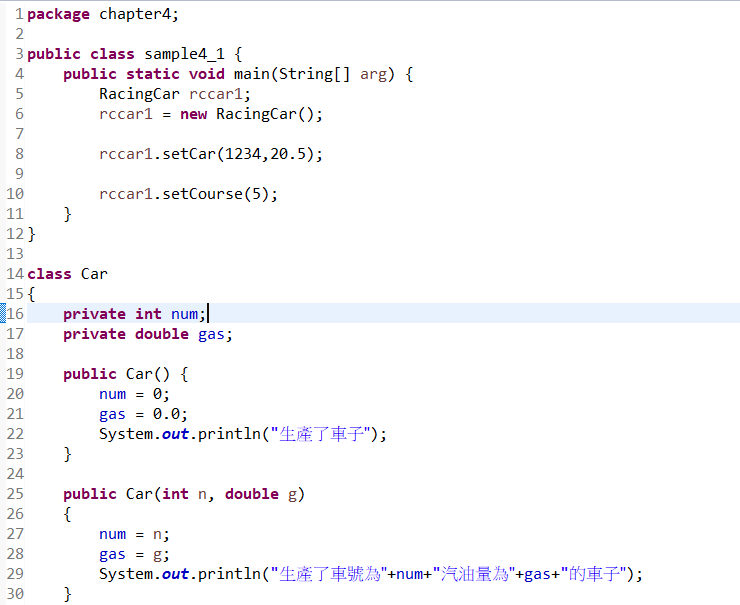 1 package chapter4;
2
3 public class sample4_1 {
4 public static void main(String[] arg) {
5 RacingCar rccar1;
6 rccar1 = new RacingCar();
7
8 rccar1.setCar(1234,20.5);
9
10 rccar1.setCourse(5);
11 }
12 }
13
14 class Car
15 {
16 private int num;
17 private double gas;
18
19 public Car() {
20 num = 0;
21 gas = 0.0;
22 System.out.println("生產了車子");
23 }
24
25 public Car(int n, double g)
26 {
27 num = n;
28 gas = g;
29 System.out.println("生產了車號為"+num+"汽油量為"+gas+"的車子");
30 }